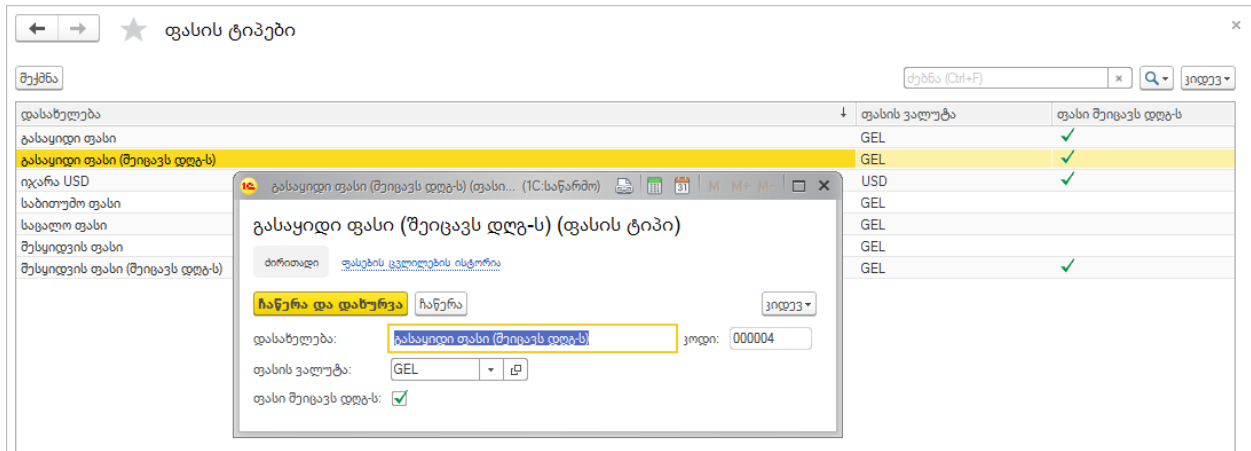 ფასის ტიპები
შექმნა
ძებნა (Ctrl+F)
კიდევ
დასახელება ფასის ვალუტა ფასი შეიცავს დღგ-ს
გასაყიდი ფასი GEL
გასაყიდი ფასი (შეიცავს დღგ-ს) GEL
იჯარა USD USD
საბითუმო ფასი GEL
საცალო ფასი GEL
შესყიდვის ფასი GEL
შესყიდვის ფასი (შეიცავს დღგ-ს) GEL
გასაყიდი ფასი (შეიცავს დღგ-ს) (ფასი... (1C:საწარმო) M M+ M-
გასაყიდი ფასი (შეიცავს დღგ-ს) (ფასის ტიპი)
ძირითადი ფასების ცვლილების ისტორია
ჩაწერა და დახურვა ჩაწერა კიდევ
დასახელება: გასაყიდი ფასი (შეიცავს დღგ-ს) კოდი: 000004
ფასის ვალუტა: GEL
ფასი შეიცავს დღგ-ს: